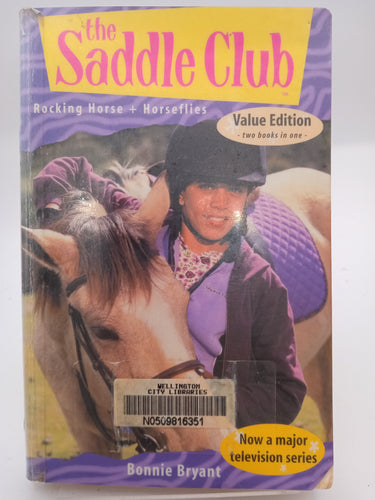 the
Saddle Club
Rocking Horse + Horseflies
Value Edition
- two books in one -
WELLINGTON
CITY LIBRARIES
N0509816351
Now a major
television series
Bonnie Bryant